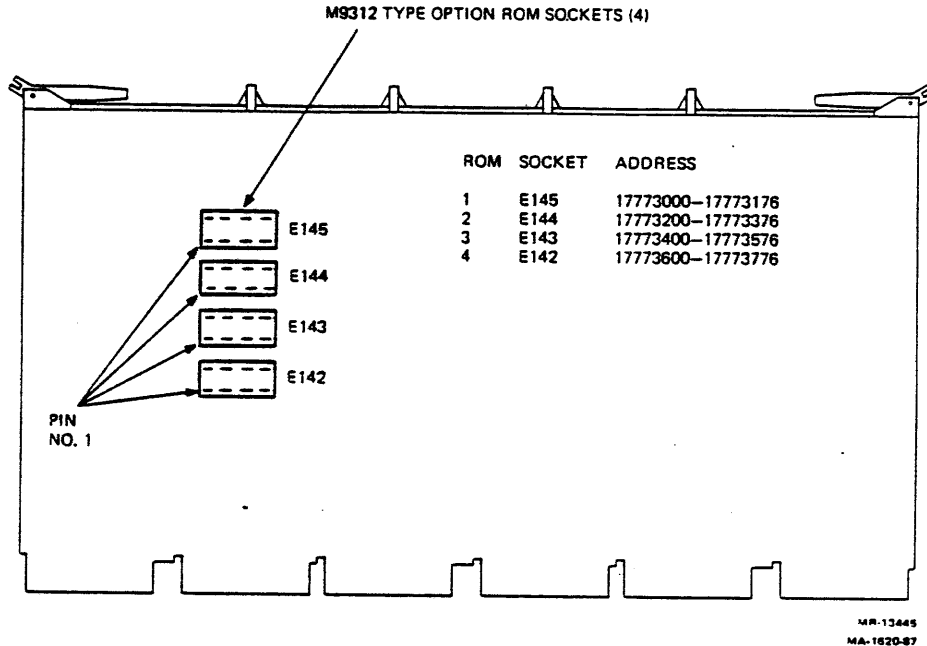 M9312 TYPE OPTION ROM SOCKETS (4)
ROM SOCKET ADDRESS
1 E145 17773000–17773176
2 E144 17773200–17773376
3 E143 17773400–17773576
4 E142 17773600–17773776
E145
E144
E143
E142
PIN
NO. 1
MR-13445
MA-1620-87